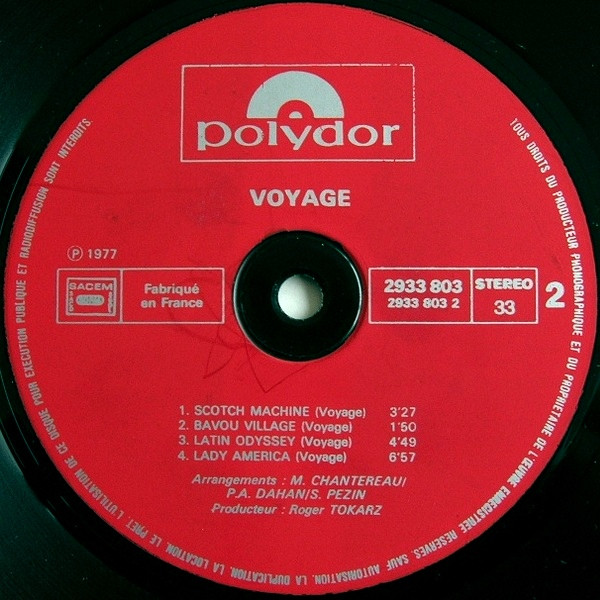 polydor
VOYAGE
℗ 1977
SACEM
Fabriqué
en France
2933 803
2933 803 2
STEREO
33
2
1. SCOTCH MACHINE (Voyage) 3'27
2. BAVOU VILLAGE (Voyage) 1'50
3. LATIN ODYSSEY (Voyage) 4'49
4. LADY AMERICA (Voyage) 6'57
Arrangements : M. CHANTEREAU/
P.A. DAHAN/S. PEZIN
Producteur : Roger TOKARZ
TOUS DROITS DU PRODUCTEUR PHONOGRAPHIQUE ET DU PROPRIETAIRE DE L'ŒUVRE ENREGISTREE RESERVES. SAUF AUTORISATION, LA DUPLICATION, LA LOCATION, LE PRET, L'UTILISATION DE CE DISQUE POUR EXECUTION PUBLIQUE ET RADIODIFFUSION SONT INTERDITS.